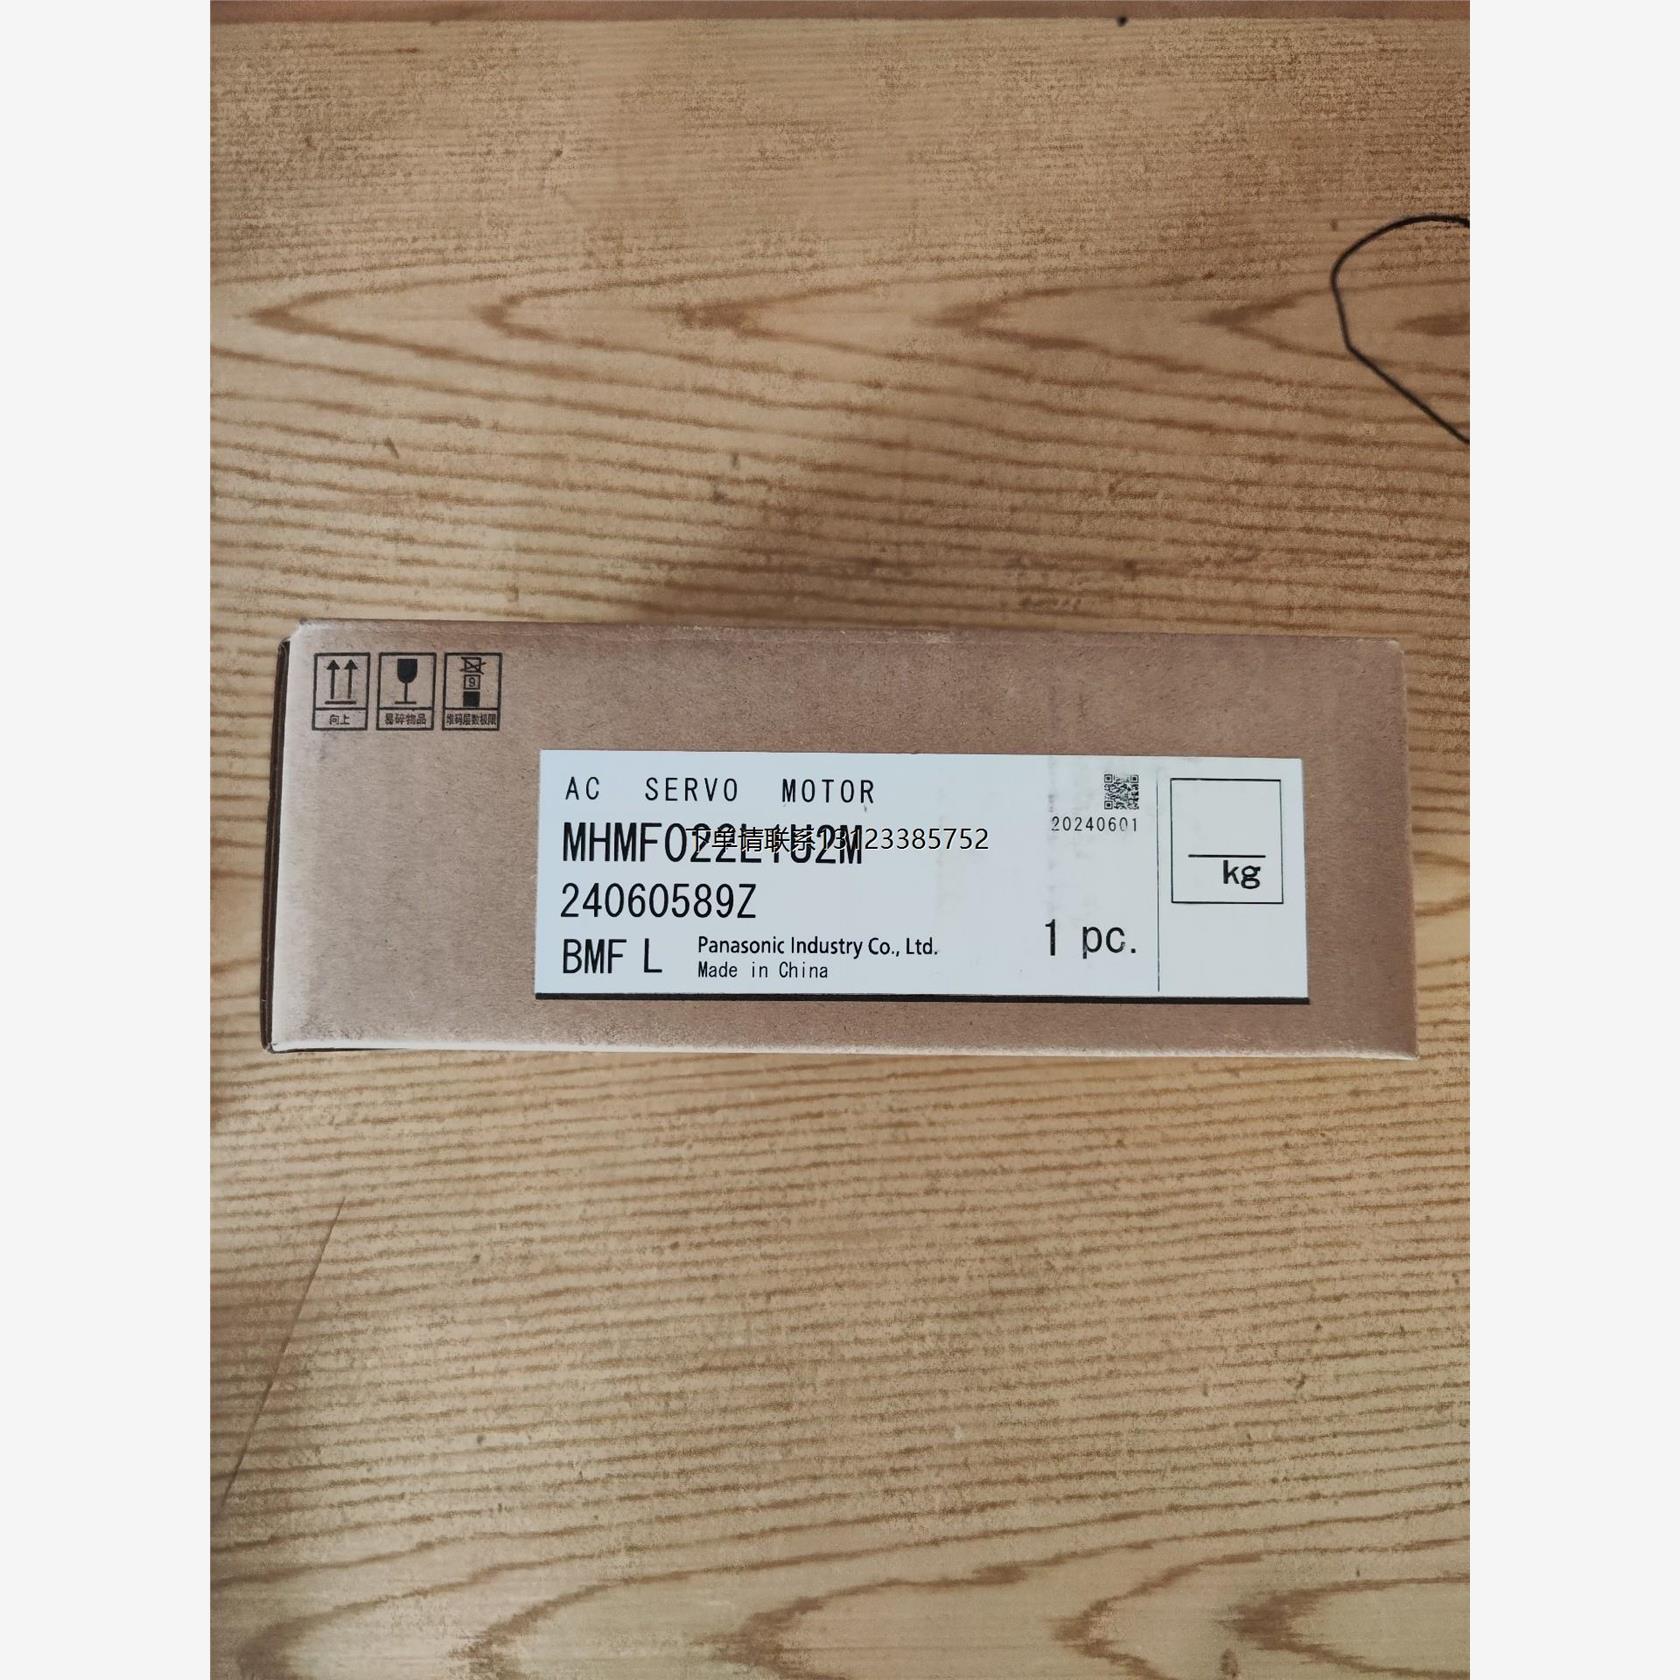 向上
易碎物品
9
堆码层数极限
AC SERVO MOTOR
20240601
MHMF022L1U2M
下单请联系13123385752
kg
24060589Z
BMF L
Panasonic Industry Co., Ltd.
Made in China
1 pc.